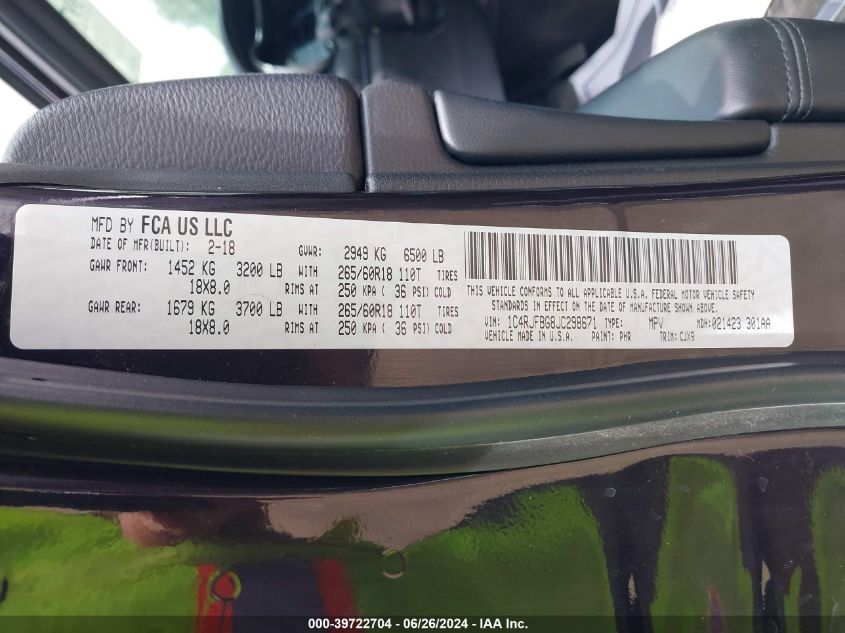 MFD BY FCA US LLC
DATE OF MFR(BUILT): 2-18 GVWR: 2949 KG 6500 LB
GAWR FRONT: 1452 KG 3200 LB WITH 265/60R18 110T TIRES
18X8.0 RIMS AT 250 KPA ( 36 PSI) COLD
GAWR REAR: 1679 KG 3700 LB WITH 265/60R18 110T TIRES
18X8.0 RIMS AT 250 KPA ( 36 PSI) COLD
THIS VEHICLE CONFORMS TO ALL APPLICABLE U.S.A. FEDERAL MOTOR VEHICLE SAFETY
STANDARDS IN EFFECT ON THE DATE OF MANUFACTURE SHOWN ABOVE.
VIN: 1C4RJFBG8JC298671 TYPE: MPV MDH: 021423 301AA
VEHICLE MADE IN U.S.A. PAINT: PHR TRIM: CJX9
000-39722704 / 06/26/2024 - IAA Inc.